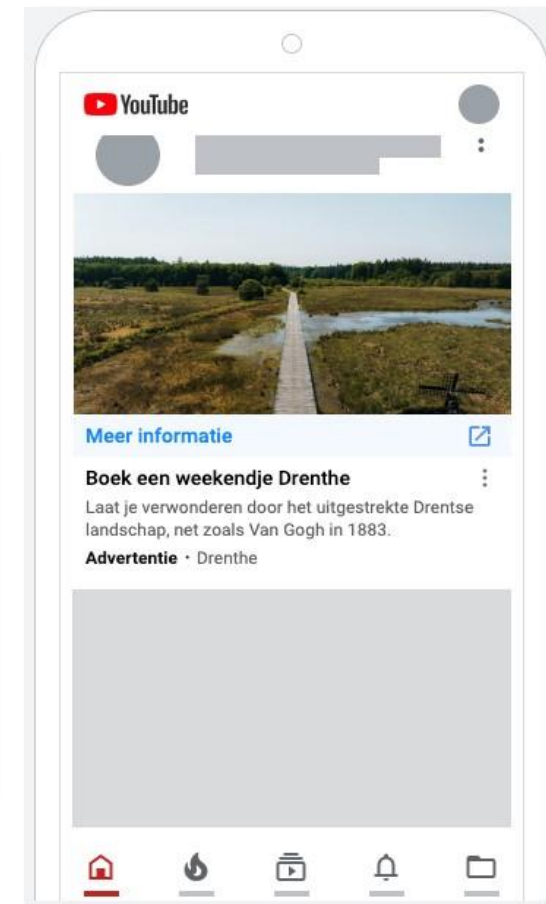 YouTube
Meer informatie
Boek een weekendje Drenthe
Laat je verwonderen door het uitgestrekte Drentse
landschap, net zoals Van Gogh in 1883.
Advertentie · Drenthe